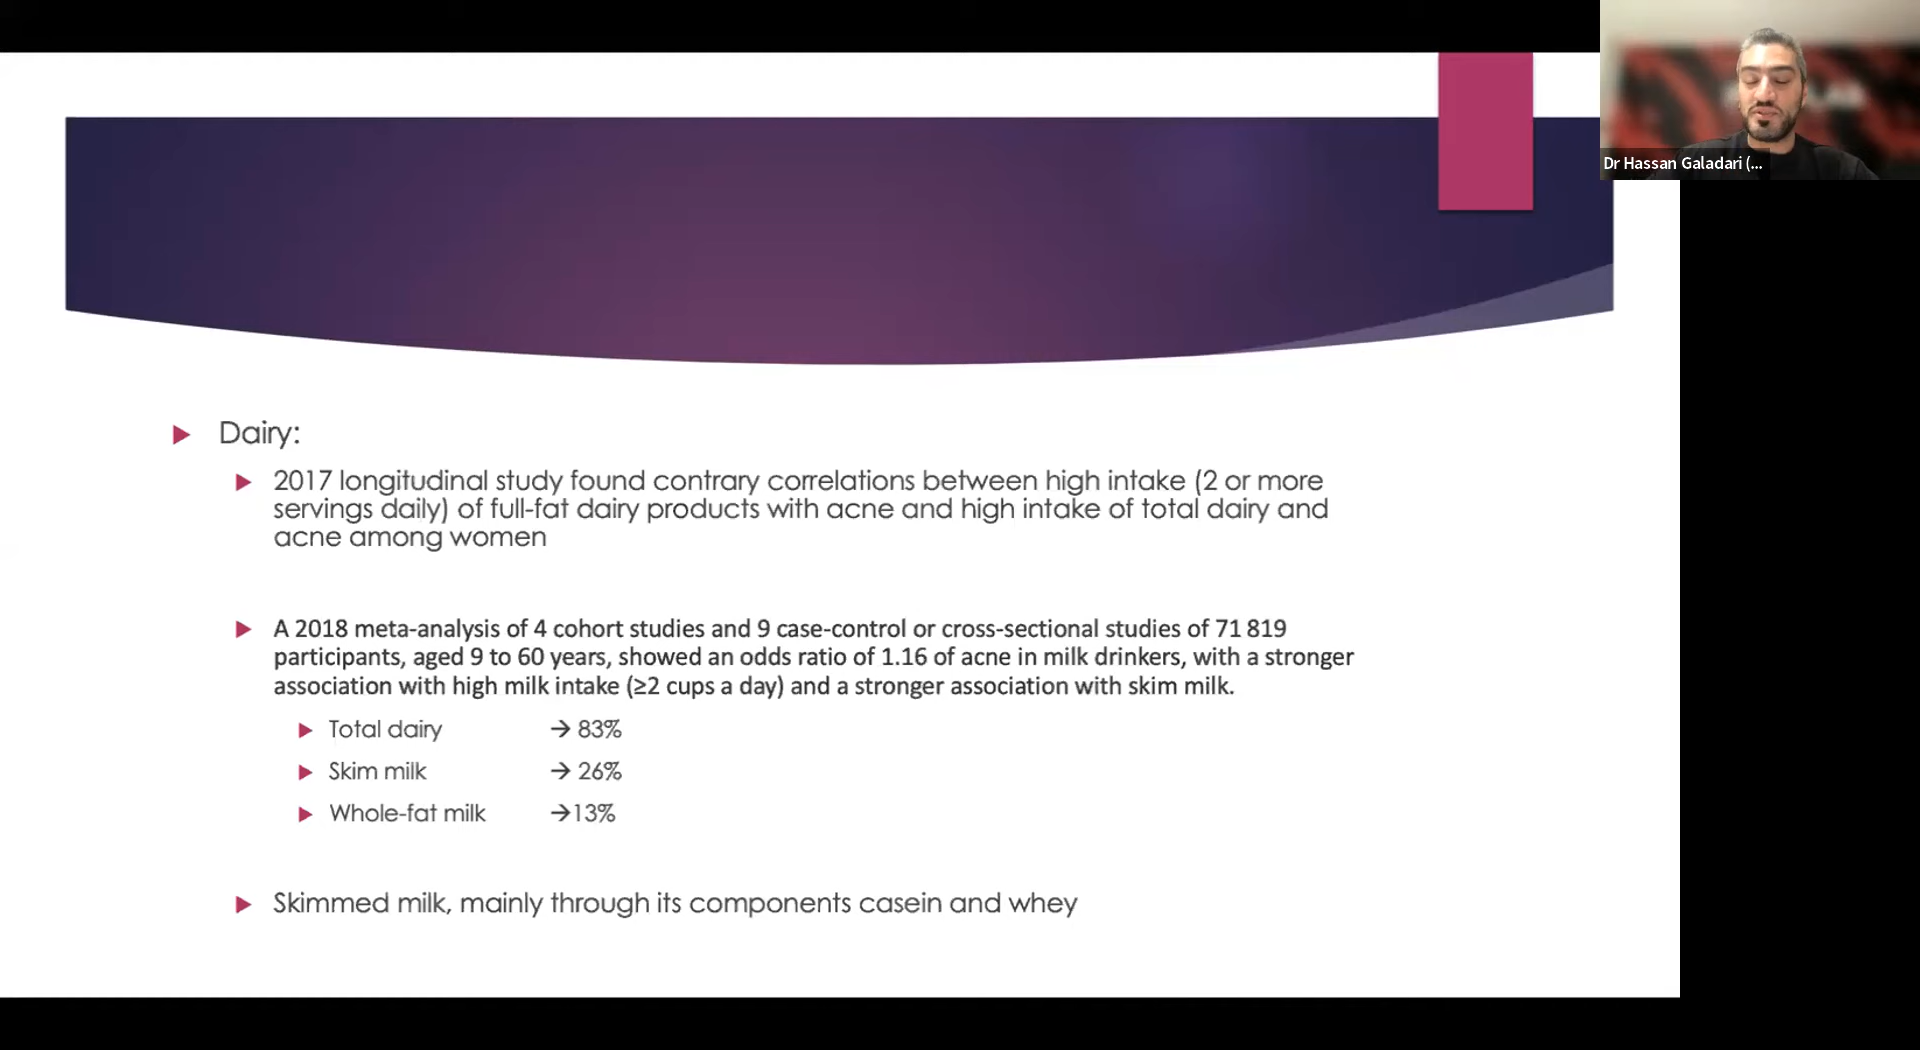 Dr Hassan Galadari (...
Dairy:
2017 longitudinal study found contrary correlations between high intake (2 or more
servings daily) of full-fat dairy products with acne and high intake of total dairy and
acne among women
A 2018 meta-analysis of 4 cohort studies and 9 case-control or cross-sectional studies of 71 819
participants, aged 9 to 60 years, showed an odds ratio of 1.16 of acne in milk drinkers, with a stronger
association with high milk intake (≥2 cups a day) and a stronger association with skim milk.
Total dairy → 83%
Skim milk → 26%
Whole-fat milk →13%
Skimmed milk, mainly through its components casein and whey